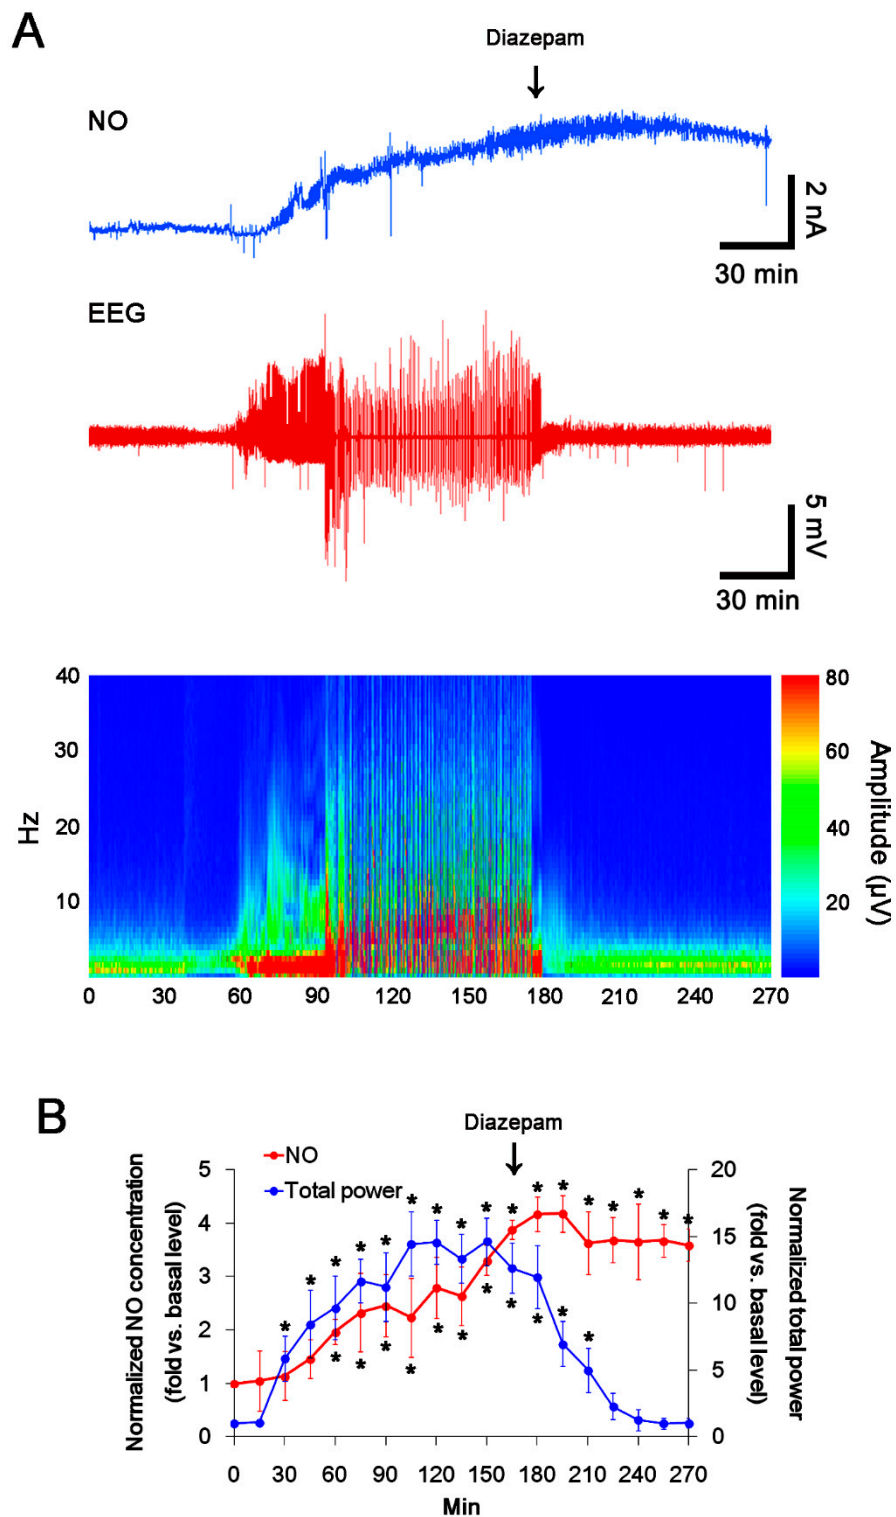 A
Diazepam
NO
2 nA
30 min
EEG
5 mV
30 min
40
30
20
10
Hz
80
60
40
20
Amplitude (µV)
0 30 60 90 120 150 180 210 240 270
B
Diazepam
NO
Total power
Normalized NO concentration
(fold vs. basal level)
5
4
3
2
1
0
20
15
10
5
0
Normalized total power
(fold vs. basal level)
* * * * * * * * * * * * * * * *
* * * * * * * * * *
0 30 60 90 120 150 180 210 240 270
Min